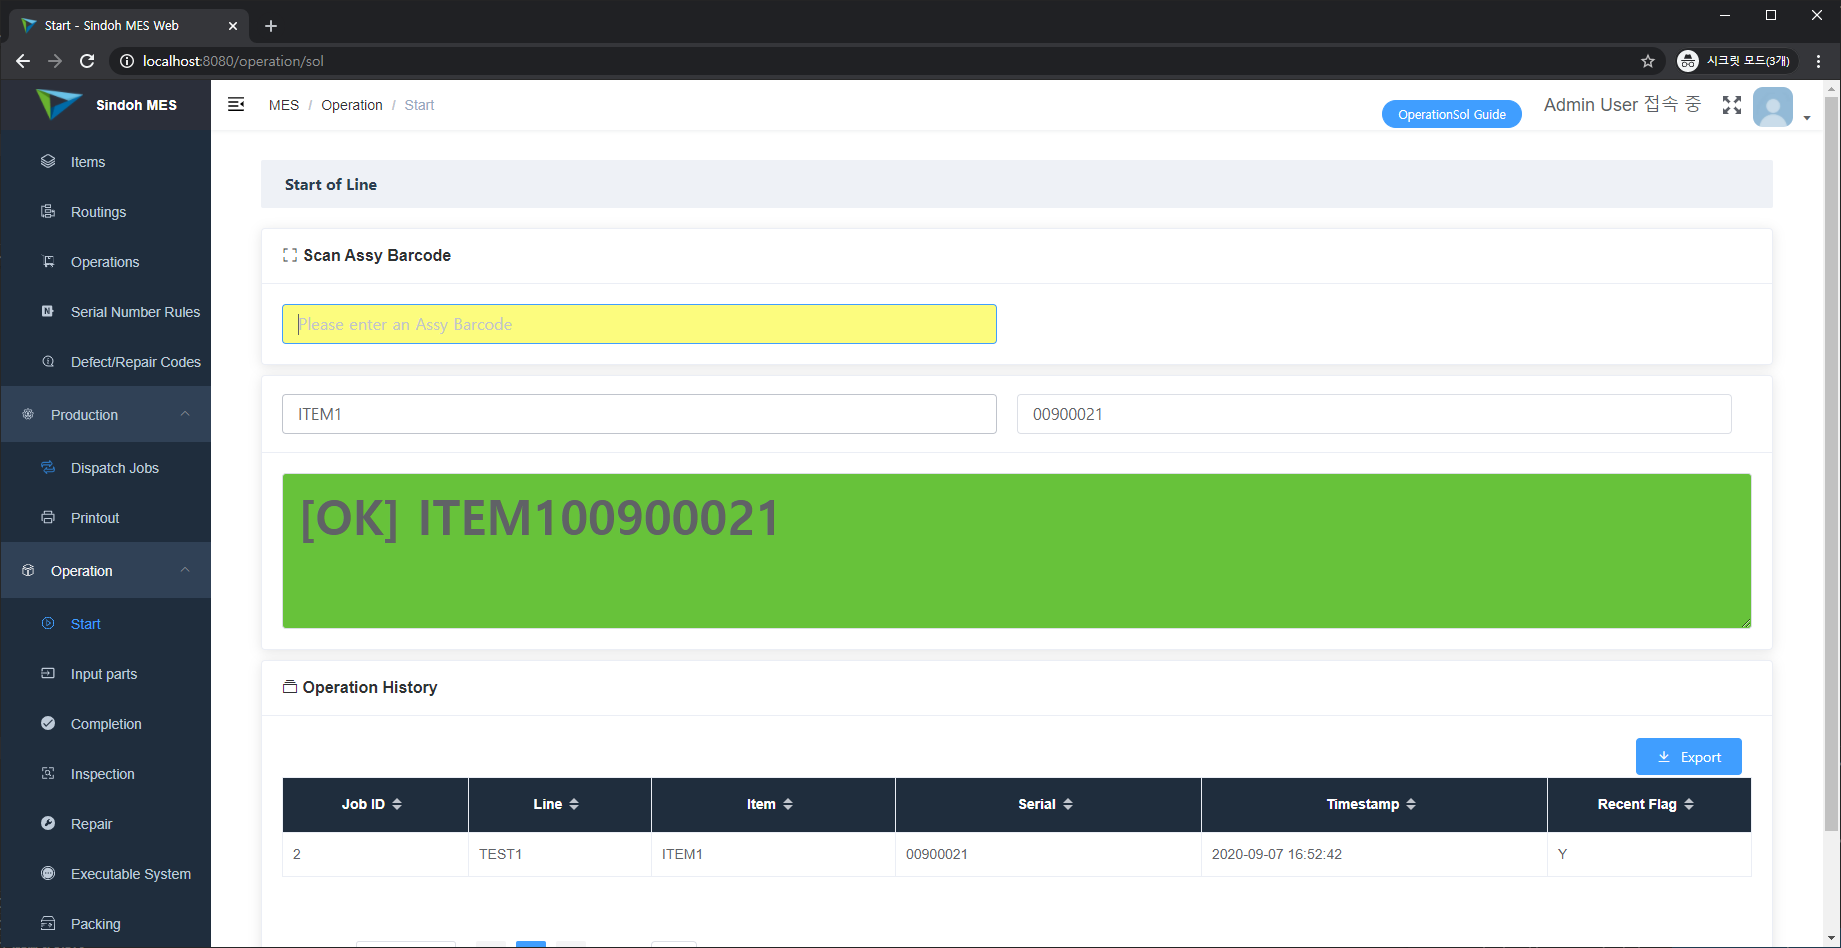 Start - Sindoh MES Web
localhost:8080/operation/sol
시크릿 모드(3개)
Sindoh MES
MES / Operation / Start
OperationSol Guide
Admin User 접속 중
Items
Routings
Operations
Serial Number Rules
Defect/Repair Codes
Production
Dispatch Jobs
Printout
Operation
Start
Input parts
Completion
Inspection
Repair
Executable System
Packing
Start of Line
Scan Assy Barcode
Please enter an Assy Barcode
ITEM1
00900021
[OK] ITEM100900021
Operation History
Export
Job ID Line Item Serial Timestamp Recent Flag
2 TEST1 ITEM1 00900021 2020-09-07 16:52:42 Y